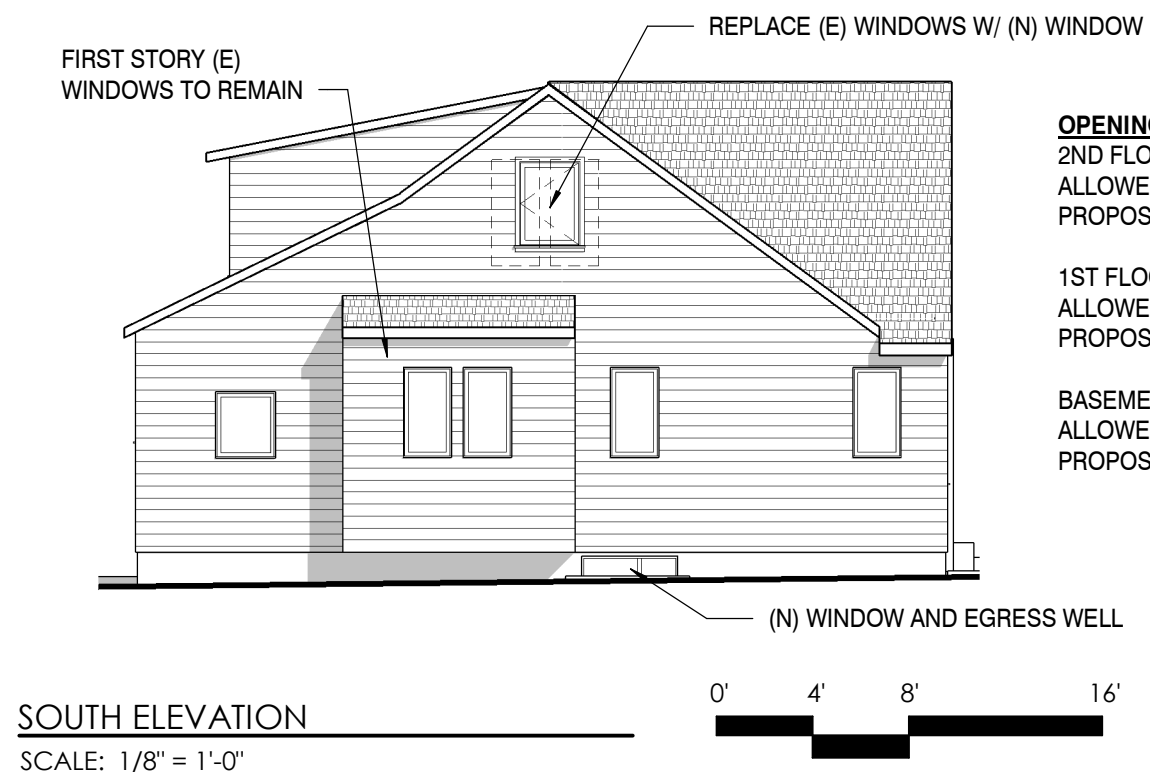 REPLACE (E) WINDOWS W/ (N) WINDOW
FIRST STORY (E)
WINDOWS TO REMAIN
OPENING
2ND FLO
ALLOWE
PROPOS
1ST FLO
ALLOWE
PROPOS
BASEME
ALLOWE
PROPOS
(N) WINDOW AND EGRESS WELL
SOUTH ELEVATION
SCALE: 1/8" = 1'-0"
0' 4' 8' 16'